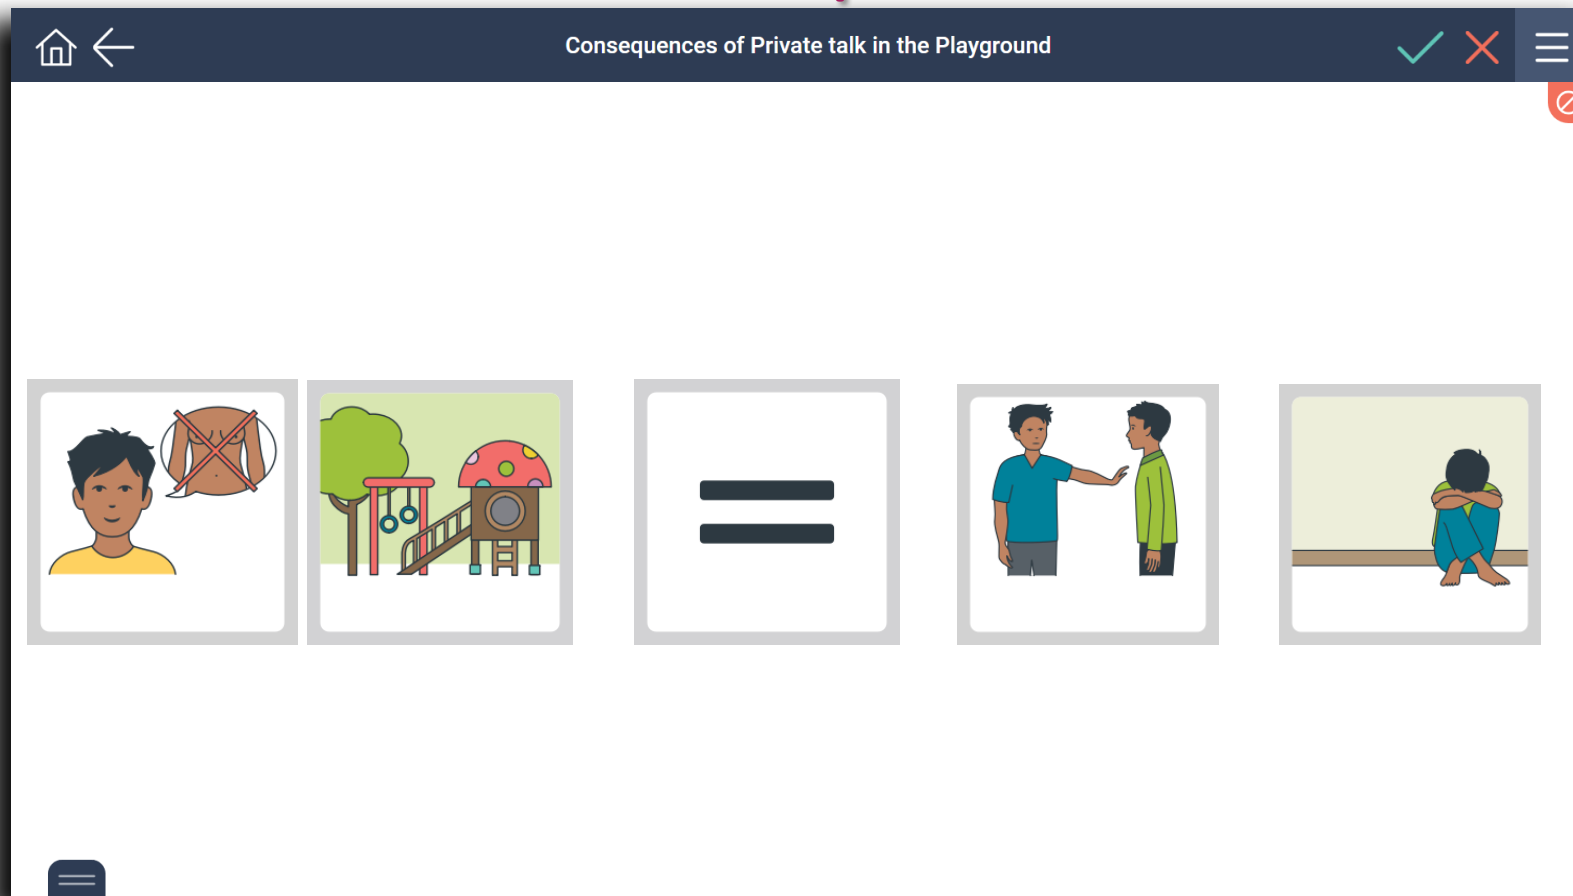 Consequences of Private talk in the Playground